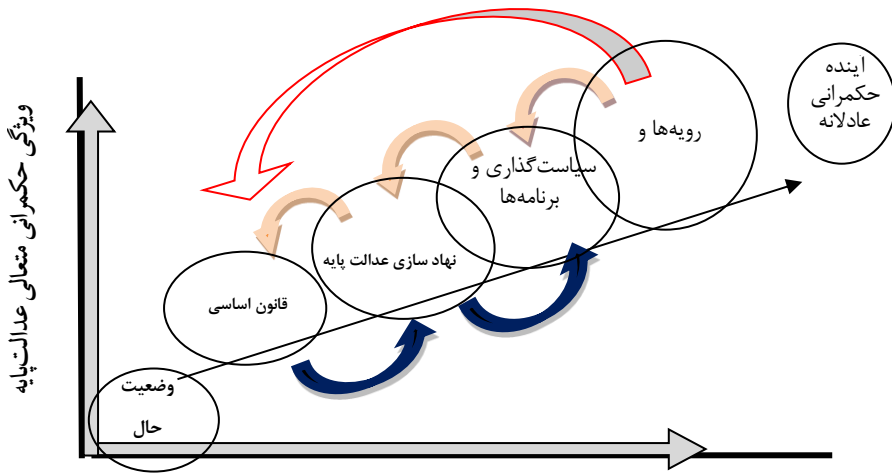 اینده
حکمرانی
عادلانه
رویه‌ها و
سیاست‌گذاری و
برنامه‌ها
نهاد سازی عدالت پایه
قانون اساسی
وضعیت
حال
ویژگی حکمرانی متعالی عدالت‌پایه